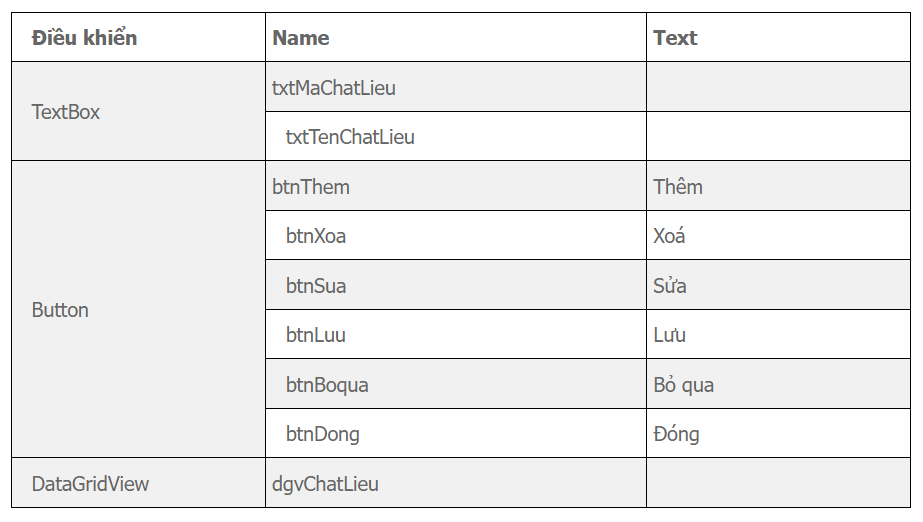 Điều khiển Name Text
TextBox
txtMaChatLieu
txtTenChatLieu
Button
btnThem Thêm
btnXoa Xoá
btnSua Sửa
btnLuu Lưu
btnBoqua Bỏ qua
btnDong Đóng
DataGridView dgvChatLieu